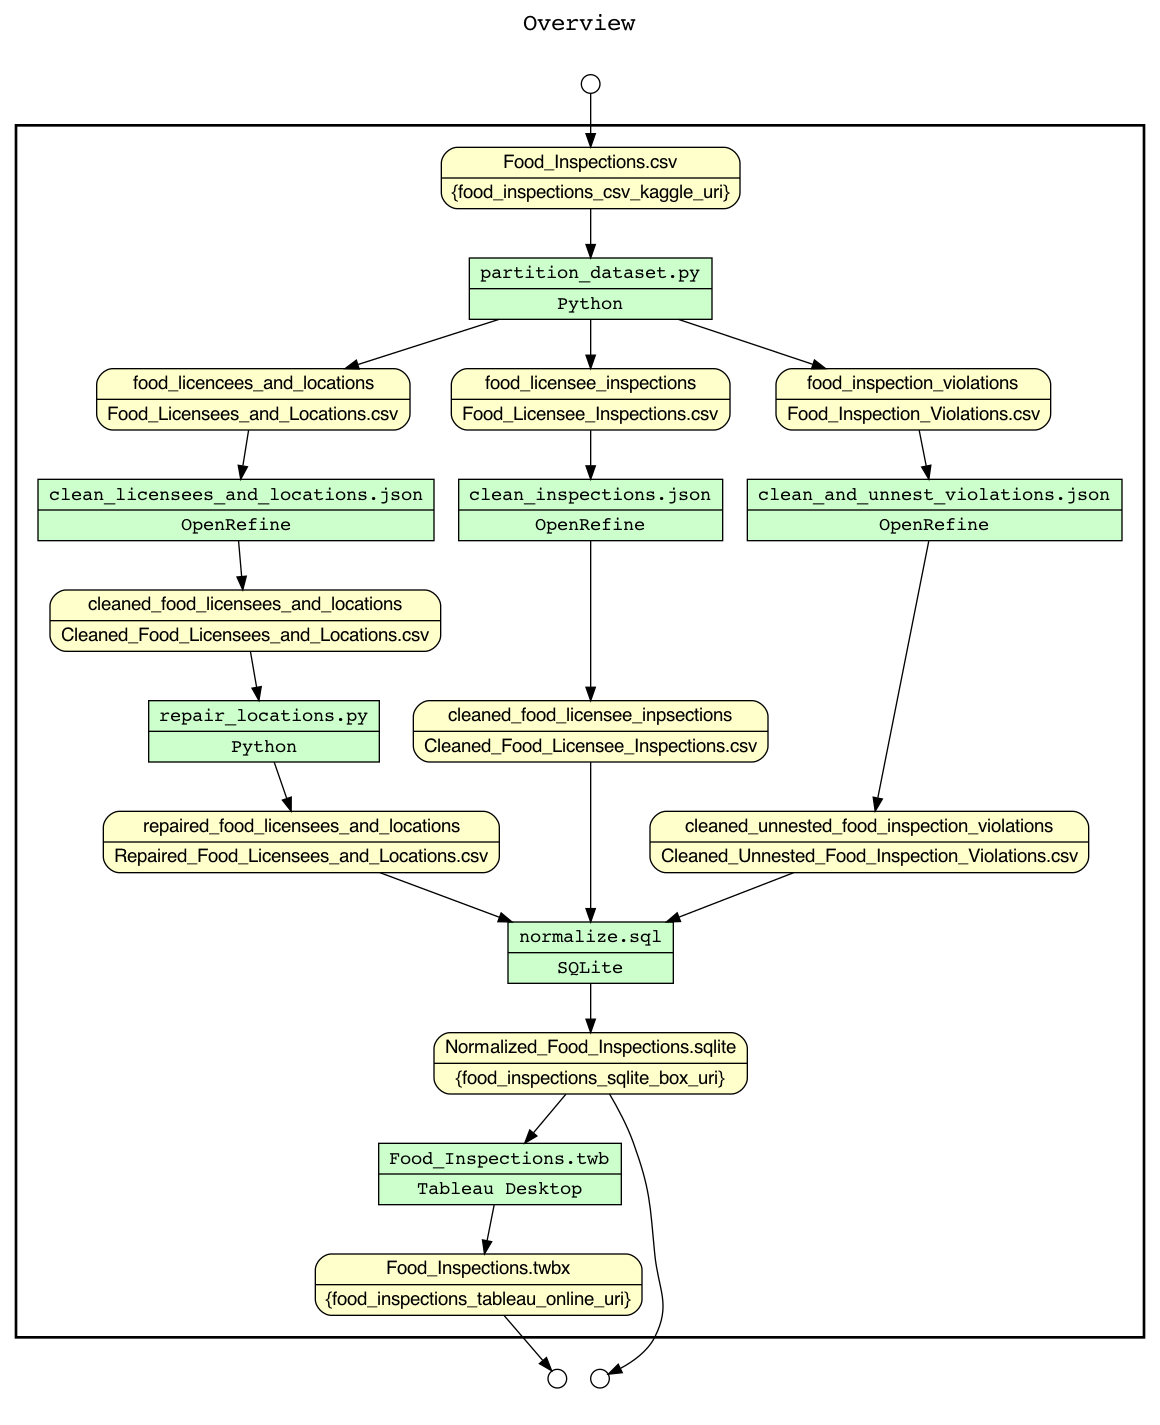 Overview
Food_Inspections.csv
{food_inspections_csv_kaggle_uri}
partition_dataset.py
Python
food_licencees_and_locations
Food_Licensees_and_Locations.csv
food_licensee_inspections
Food_Licensee_Inspections.csv
food_inspection_violations
Food_Inspection_Violations.csv
clean_licensees_and_locations.json
OpenRefine
clean_inspections.json
OpenRefine
clean_and_unnest_violations.json
OpenRefine
cleaned_food_licensees_and_locations
Cleaned_Food_Licensees_and_Locations.csv
repair_locations.py
Python
cleaned_food_licensee_inpsections
Cleaned_Food_Licensee_Inspections.csv
repaired_food_licensees_and_locations
Repaired_Food_Licensees_and_Locations.csv
cleaned_unnested_food_inspection_violations
Cleaned_Unnested_Food_Inspection_Violations.csv
normalize.sql
SQLite
Normalized_Food_Inspections.sqlite
{food_inspections_sqlite_box_uri}
Food_Inspections.twb
Tableau Desktop
Food_Inspections.twbx
{food_inspections_tableau_online_uri}